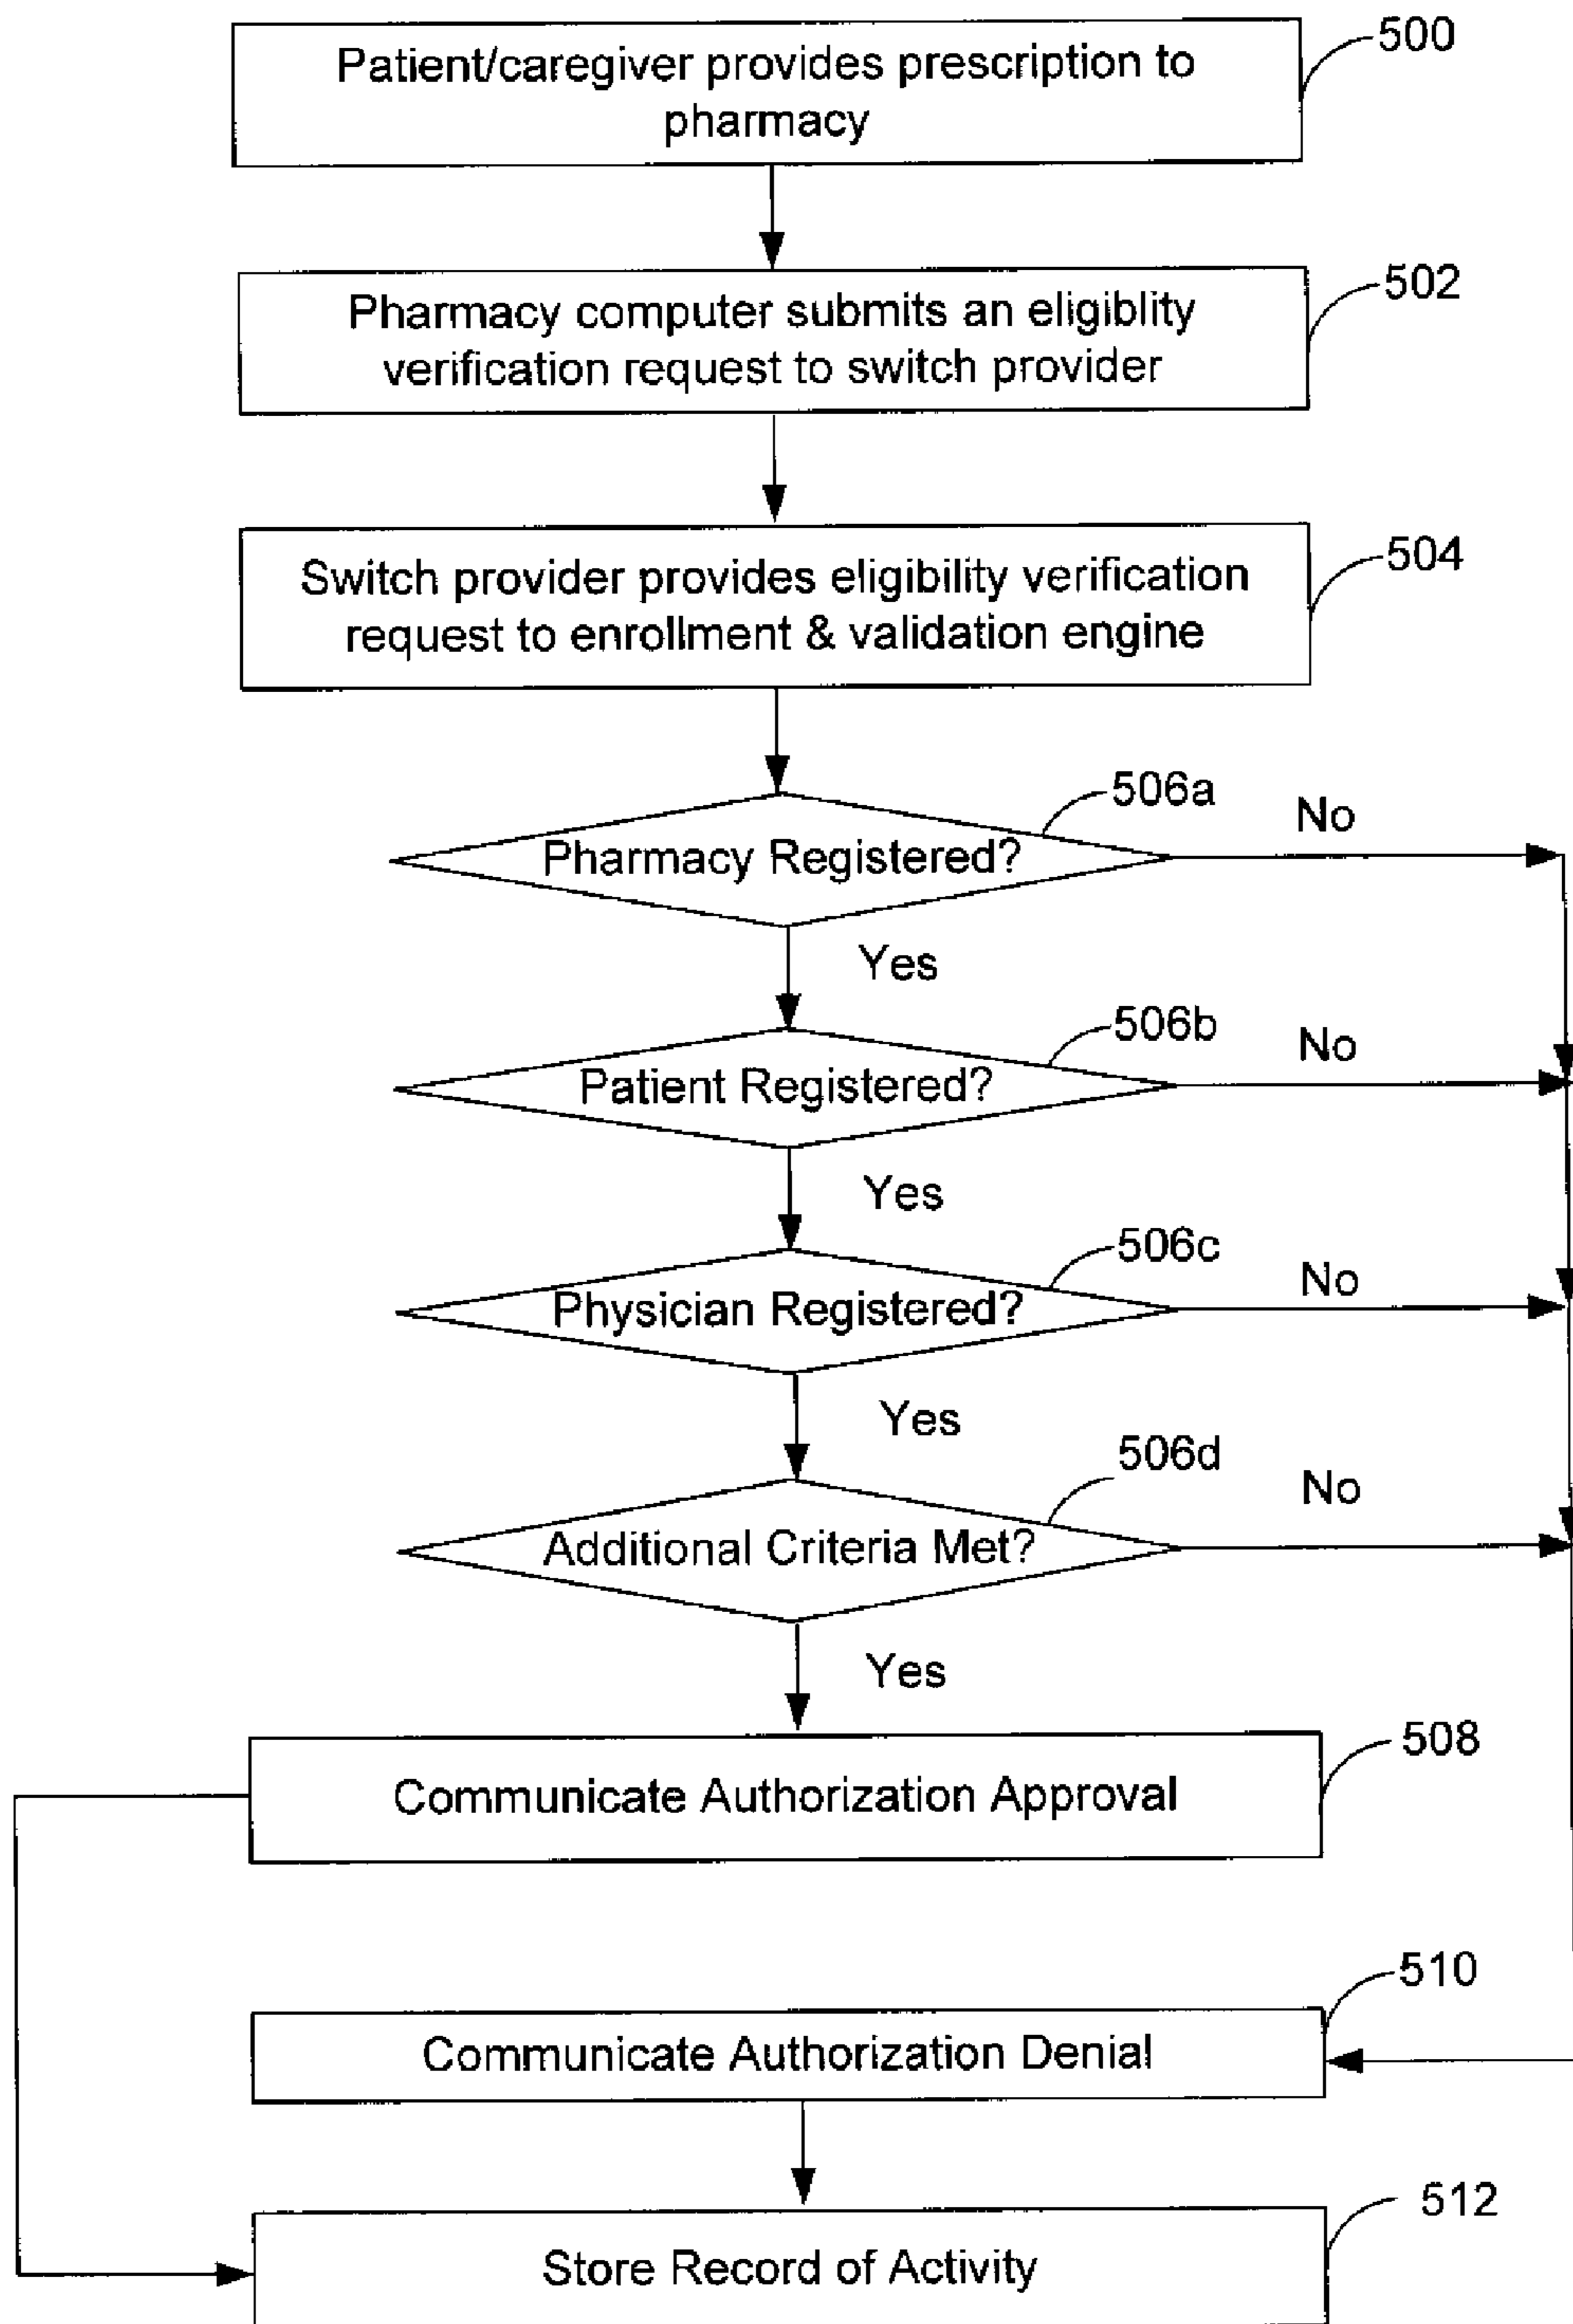 Patient/caregiver provides prescription to
pharmacy
500
Pharmacy computer submits an eligiblity
verification request to switch provider
502
Switch provider provides eligibility verification
request to enrollment & validation engine
504
506a
No
Pharmacy Registered?
Yes
506b
No
Patient Registered?
Yes
506c
No
Physician Registered?
Yes
506d
No
Additional Criteria Met?
Yes
508
Communicate Authorization Approval
510
Communicate Authorization Denial
512
Store Record of Activity